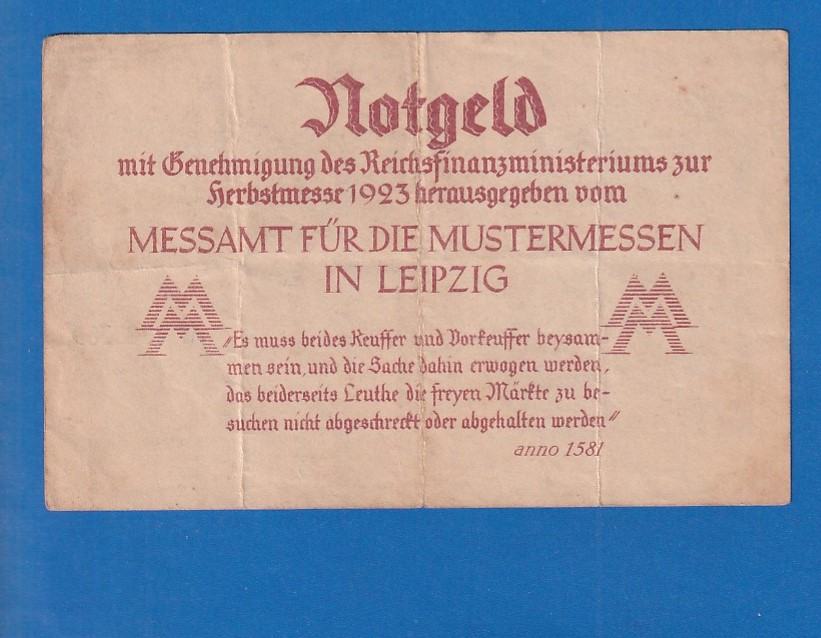 Notgeld
mit Genehmigung des Reichsfinanzministeriums zur
Herbstmesse 1923 herausgegeben vom
MESSAMT FÜR DIE MUSTERMESSEN
IN LEIPZIG
MM
MM
"Es muss beides Keuffer und Vorkeuffer beysam-
men sein, und die Sache dahin erwogen werden,
das beiderseits Leuthe die freyen Märkte zu be-
suchen nicht abgeschreckt oder abgehalten werden"
anno 1581